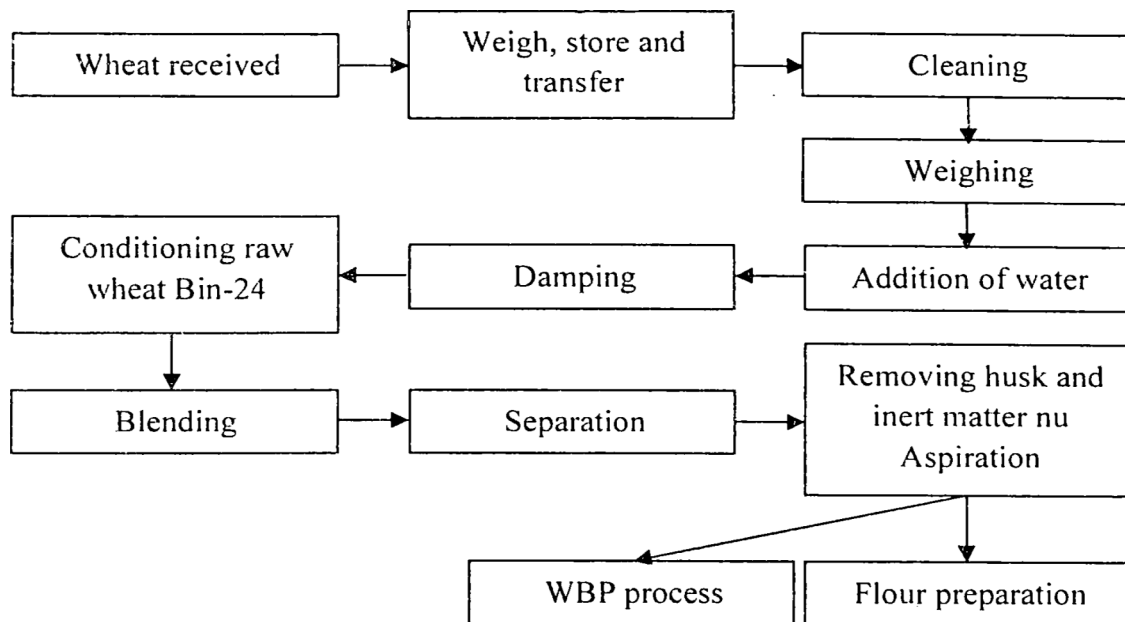 Wheat received
Weigh, store and
transfer
Cleaning
Weighing
Addition of water
Damping
Conditioning raw
wheat Bin-24
Blending
Separation
Removing husk and
inert matter nu
Aspiration
WBP process
Flour preparation